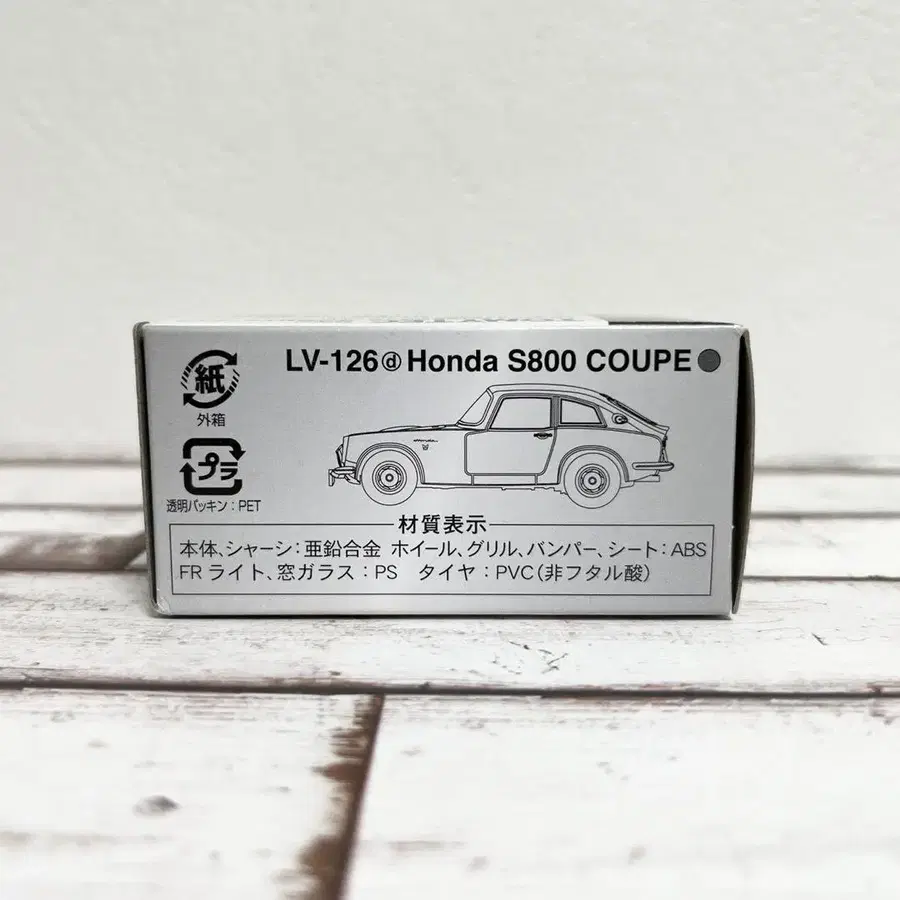 LV-126ⓓ Honda S800 COUPE
紙
外箱
プラ
透明パッキン：PET
Honda
材質表示
本体、シャーシ：亜鉛合金 ホイール、グリル、バンパー、シート：ABS
FRライト、窓ガラス：PS タイヤ：PVC（非フタル酸）